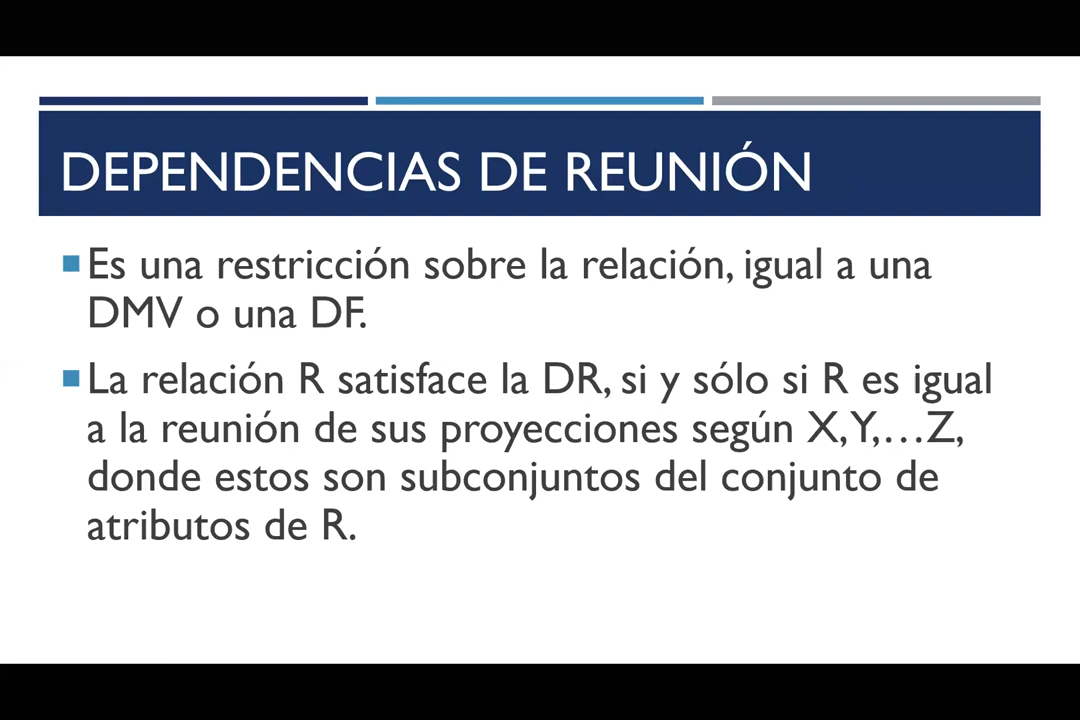 DEPENDENCIAS DE REUNIÓN
Es una restricción sobre la relación, igual a una
DMV o una DF.
La relación R satisface la DR, si y sólo si R es igual
a la reunión de sus proyecciones según X, Y,…Z,
donde estos son subconjuntos del conjunto de
atributos de R.